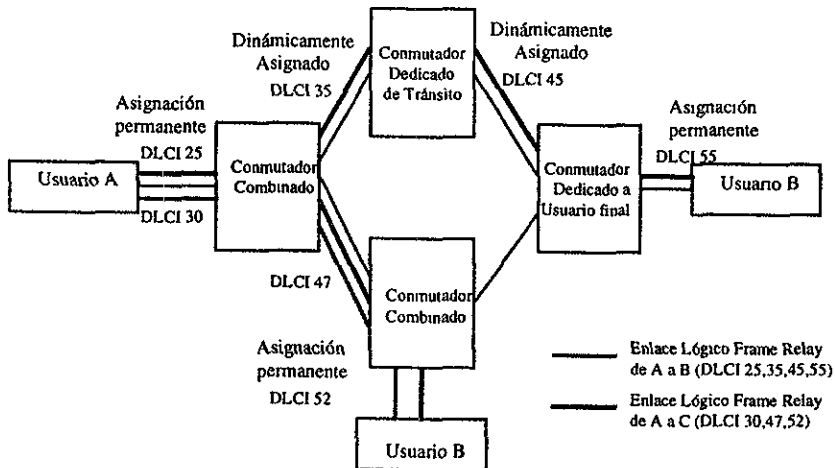 Dinámicamente
Asignado
DLCI 35
Conmutador
Dedicado
de Tránsito
Dinámicamente
Asignado
DLCI 45
Asignación
permanente
DLCI 25
Usuario A
DLCI 30
Conmutador
Combinado
Conmutador
Dedicado a
Usuario final
Asignación
permanente
DLCI 55
Usuario B
DLCI 47
Conmutador
Combinado
Asignación
permanente
DLCI 52
Usuario B
Enlace Lógico Frame Relay
de A a B (DLCI 25,35,45,55)
Enlace Lógico Frame Relay
de A a C (DLCI 30,47,52)